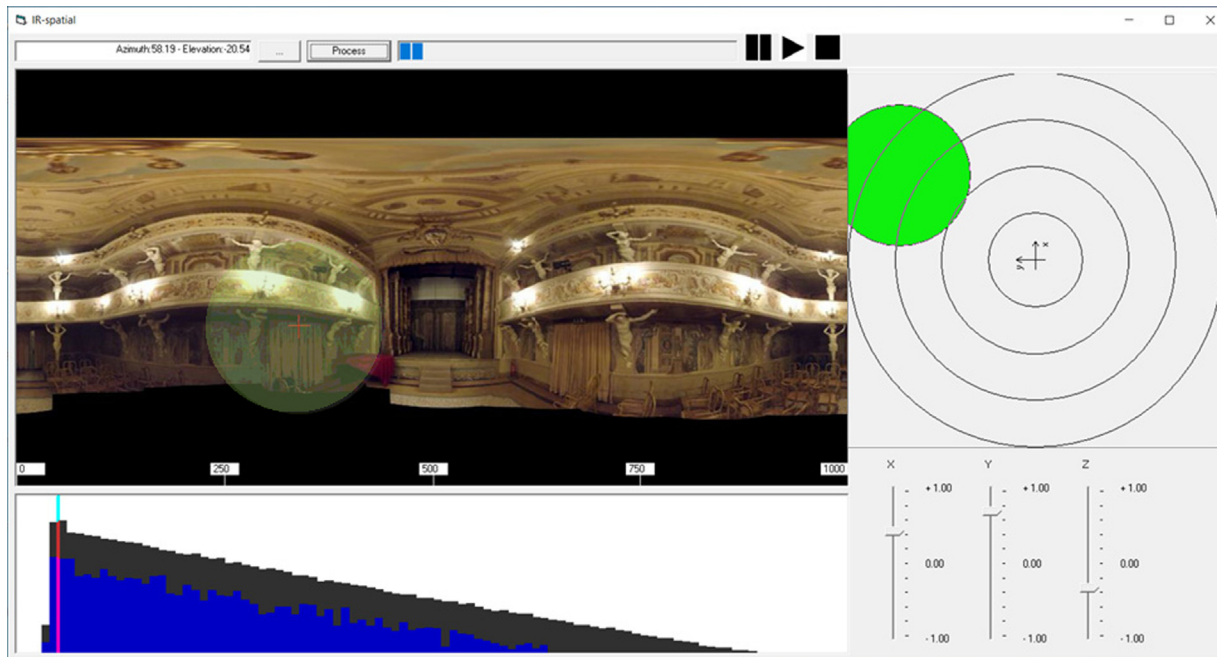 IR-spatial
Azimuth:58.19 - Elevation:-20.54
...
Process
x
y
0 250 500 750 1000
X Y Z
+1.00 +1.00 +1.00
0.00 0.00 0.00
-1.00 -1.00 -1.00